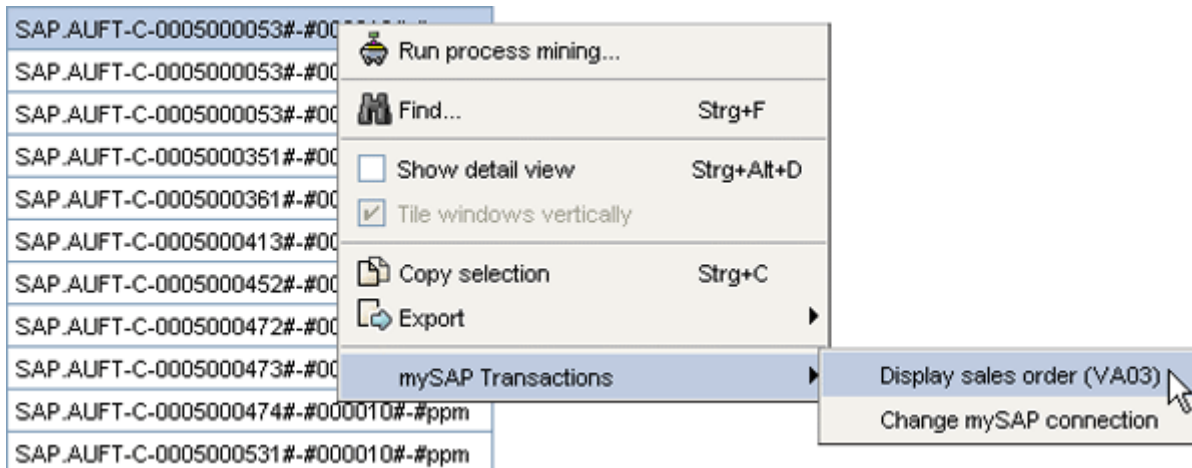 SAP.AUFT-C-0005000053#-#00
Run process mining...
SAP.AUFT-C-0005000053#-#00
SAP.AUFT-C-0005000053#-#00
Find... Strg+F
SAP.AUFT-C-0005000351#-#00
Show detail view Strg+Alt+D
SAP.AUFT-C-0005000361#-#00
Tile windows vertically
SAP.AUFT-C-0005000413#-#00
SAP.AUFT-C-0005000452#-#00
Copy selection Strg+C
SAP.AUFT-C-0005000472#-#00
Export
SAP.AUFT-C-0005000473#-#00
mySAP Transactions
Display sales order (VA03)
SAP.AUFT-C-0005000474#-#000010#-#ppm
Change mySAP connection
SAP.AUFT-C-0005000531#-#000010#-#ppm